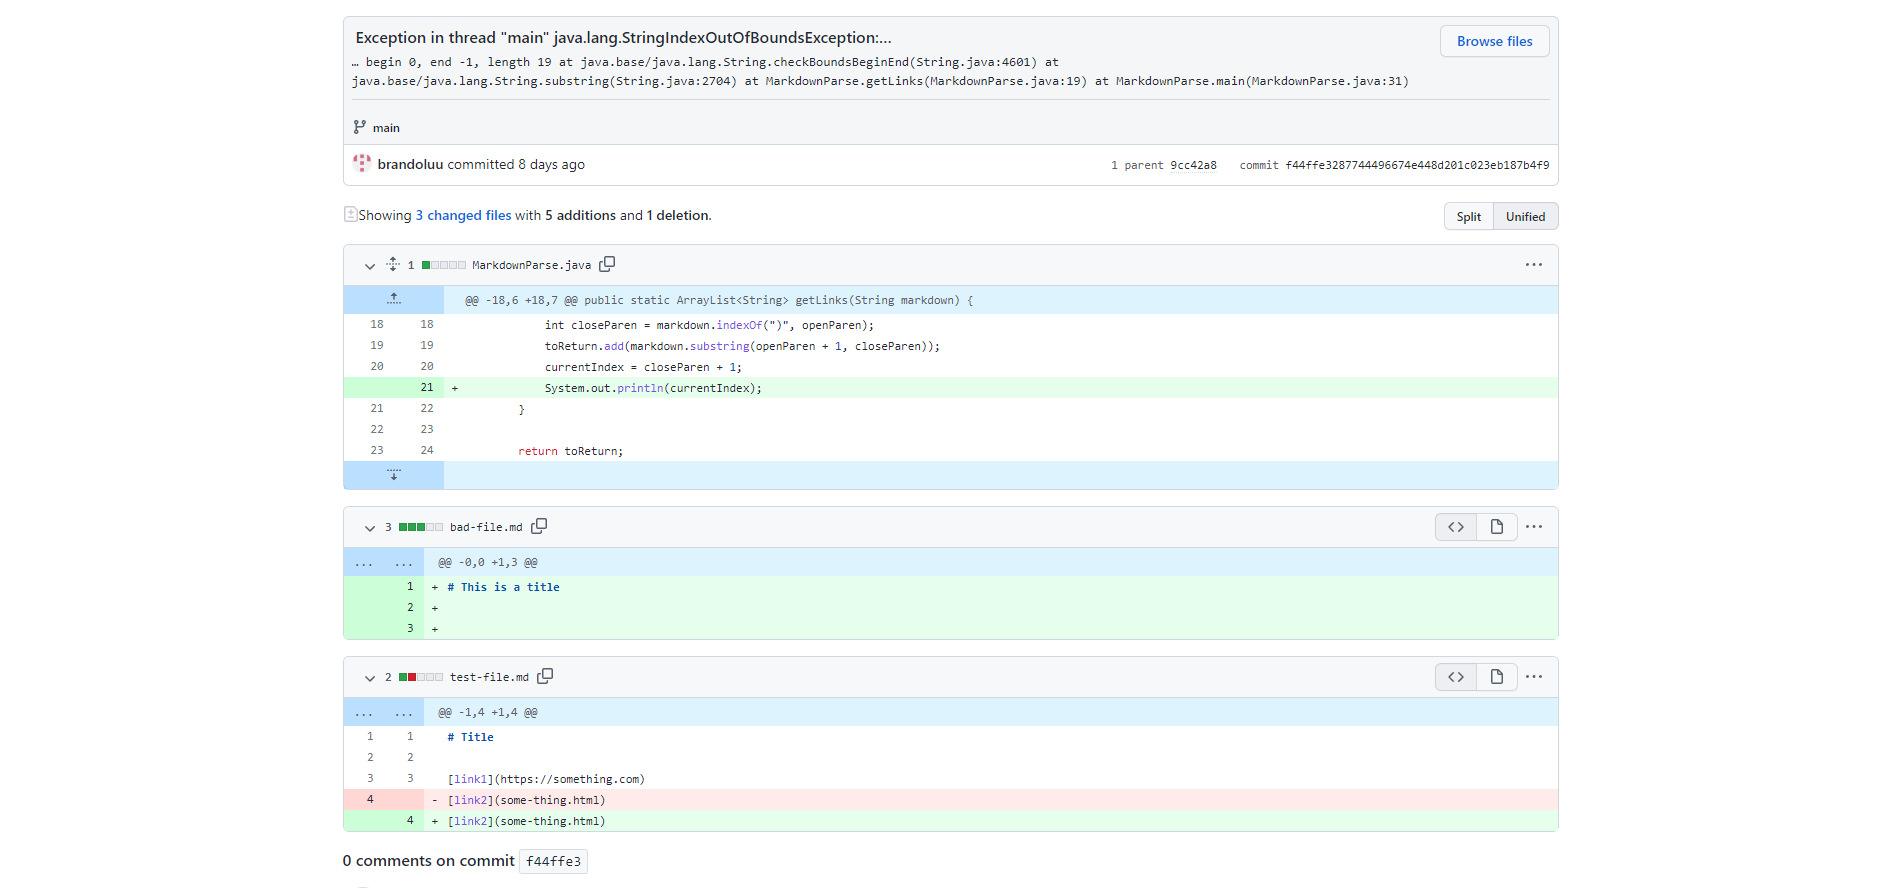 Exception in thread "main" java.lang.StringIndexOutOfBoundsException:...
Browse files
… begin 0, end -1, length 19 at java.base/java.lang.String.checkBoundsBeginEnd(String.java:4601) at
java.base/java.lang.String.substring(String.java:2704) at MarkdownParse.getLinks(MarkdownParse.java:19) at MarkdownParse.main(MarkdownParse.java:31)
main
brandoluu committed 8 days ago 1 parent 9cc42a8 commit f44ffe3287744496674e448d201c023eb187b4f9
Showing 3 changed files with 5 additions and 1 deletion. Split Unified
1 MarkdownParse.java
@@ -18,6 +18,7 @@ public static ArrayList<String> getLinks(String markdown) {
18 18 int closeParen = markdown.indexOf(")", openParen);
19 19 toReturn.add(markdown.substring(openParen + 1, closeParen));
20 20 currentIndex = closeParen + 1;
21 + System.out.println(currentIndex);
21 22 }
22 23
23 24 return toReturn;
3 bad-file.md
... ... @@ -0,0 +1,3 @@
1 + # This is a title
2 +
3 +
2 test-file.md
... ... @@ -1,4 +1,4 @@
1 1 # Title
2 2
3 3 [link1](https://something.com)
4 - [link2](some-thing.html)
4 + [link2](some-thing.html)
0 comments on commit f44ffe3